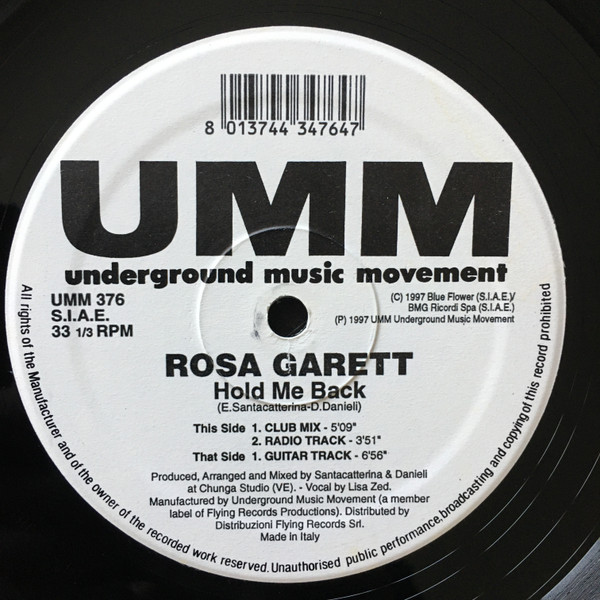 8 013744 347647
UMM
underground music movement
UMM 376
S.I.A.E.
33 1/3 RPM
(C) 1997 Blue Flower (S.I.A.E.)/
BMG Ricordi Spa (S.I.A.E.)
(P) 1997 UMM Underground Music Movement
ROSA GARETT
Hold Me Back
(E.Santacatterina-D.Danieli)
This Side 1. CLUB MIX - 5'09"
2. RADIO TRACK - 3'51"
That Side 1. GUITAR TRACK - 6'56"
Produced, Arranged and Mixed by Santacatterina & Danieli
at Chunga Studio (VE). - Vocal by Lisa Zed.
Manufactured by Underground Music Movement (a member
label of Flying Records Productions). Distributed by
Distribuzioni Flying Records Srl.
Made in Italy
All rights of the Manufacturer and of the owner of the recorded work reserved. Unauthorised public performance, broadcasting and copying of this record prohibited